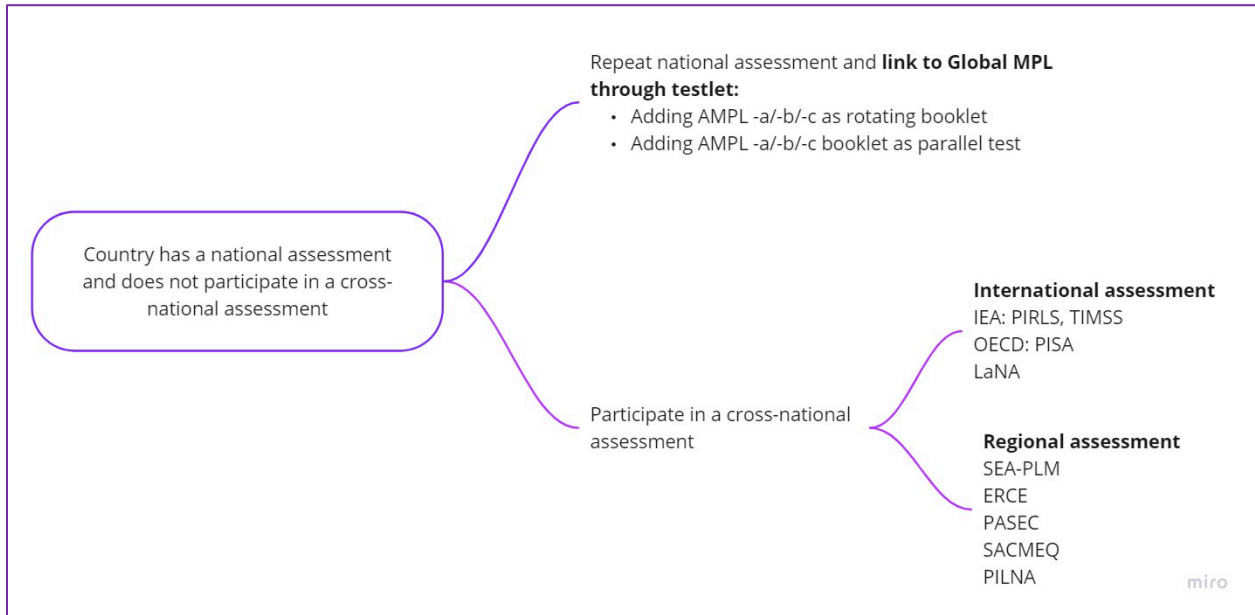 Repeat national assessment and link to Global MPL
through testlet:
• Adding AMPL -a/-b/-c as rotating booklet
• Adding AMPL -a/-b/-c booklet as parallel test
Country has a national assessment
and does not participate in a cross-
national assessment
Participate in a cross-national
assessment
International assessment
IEA: PIRLS, TIMSS
OECD: PISA
LaNA
Regional assessment
SEA-PLM
ERCE
PASEC
SACMEQ
PILNA
miro